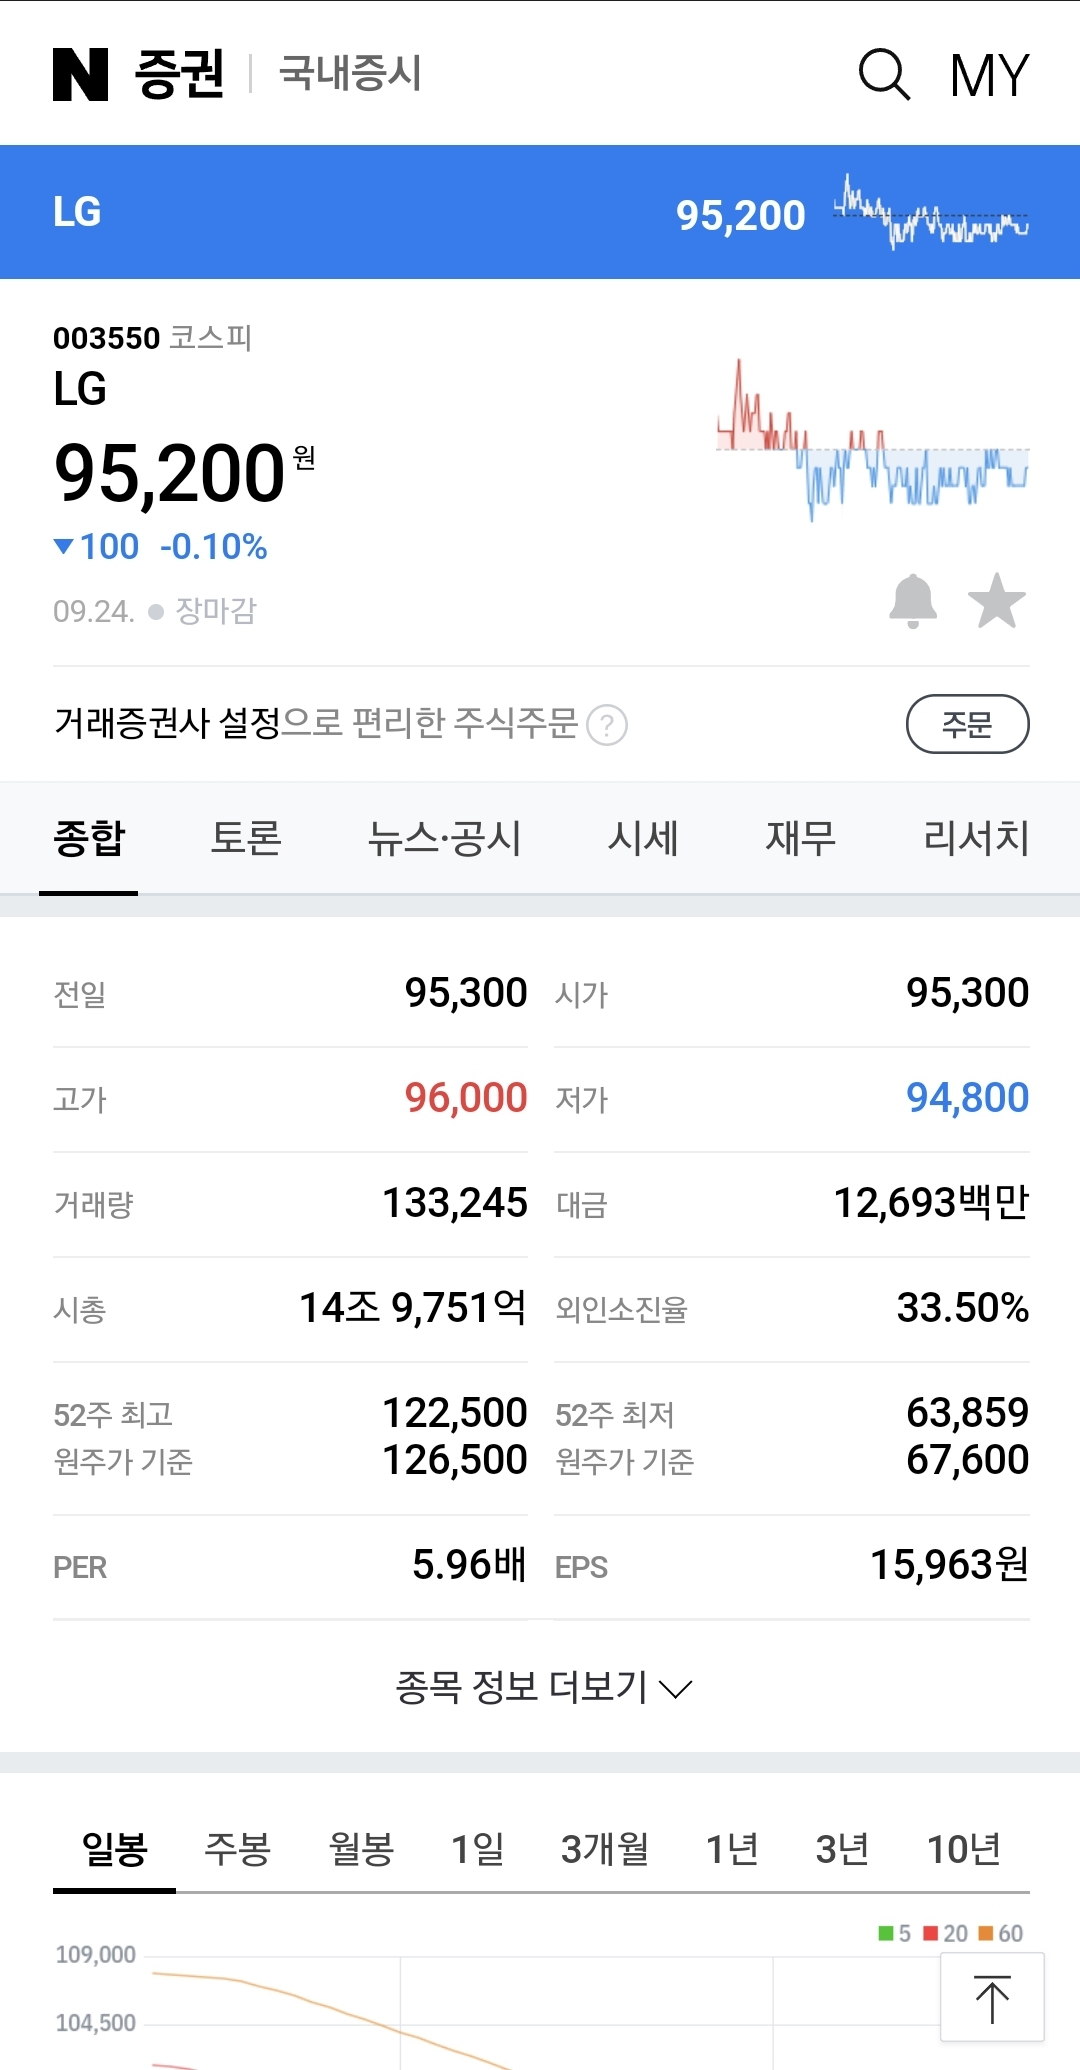 N 증권 | 국내증시 MY
LG 95,200
003550 코스피
LG
95,200 원
▼100 -0.10%
09.24. ● 장마감
거래증권사 설정으로 편리한 주식주문 ? 주문
종합 토론 뉴스·공시 시세 재무 리서치
전일 95,300 시가 95,300
고가 96,000 저가 94,800
거래량 133,245 대금 12,693백만
시총 14조 9,751억 외인소진율 33.50%
52주 최고 122,500 52주 최저 63,859
원주가 기준 126,500 원주가 기준 67,600
PER 5.96배 EPS 15,963원
종목 정보 더보기
일봉 주봉 월봉 1일 3개월 1년 3년 10년
5 20 60
109,000
104,500